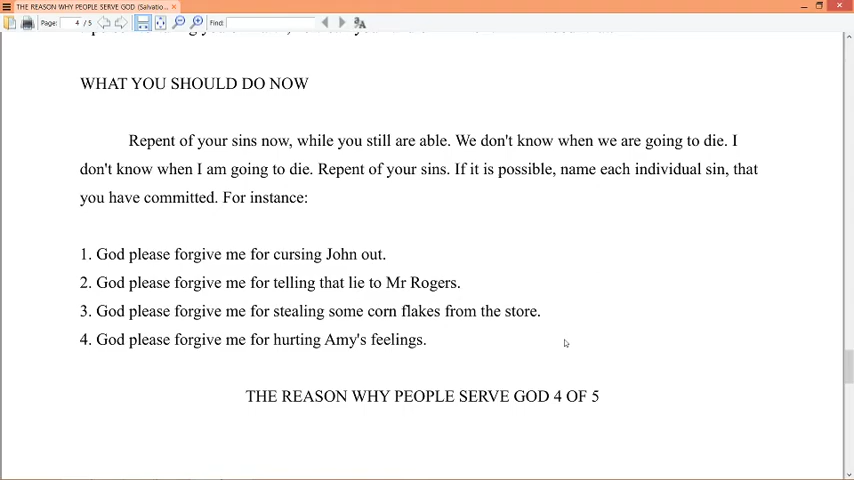 THE REASON WHY PEOPLE SERVE GOD (Salvatio...
Page: 4 / 5 Find:
WHAT YOU SHOULD DO NOW
Repent of your sins now, while you still are able. We don't know when we are going to die. I
don't know when I am going to die. Repent of your sins. If it is possible, name each individual sin, that
you have committed. For instance:
1. God please forgive me for cursing John out.
2. God please forgive me for telling that lie to Mr Rogers.
3. God please forgive me for stealing some corn flakes from the store.
4. God please forgive me for hurting Amy's feelings.
THE REASON WHY PEOPLE SERVE GOD 4 OF 5